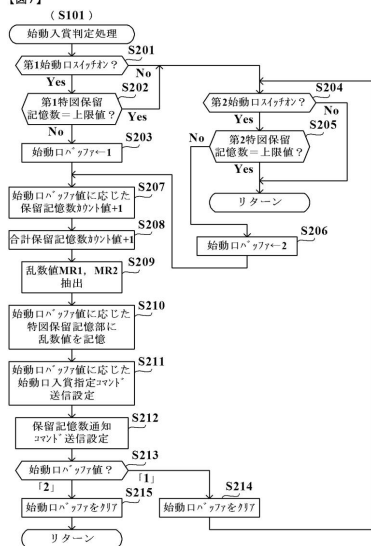 【図7】
（S101）
始動入賞判定処理
S201
第1始動口スイッチオン？
No
Yes
S202
第1特図保留
記憶数＝上限値？
Yes
No
S203
始動口バッファ←1
S204
第2始動口スイッチオン？
No
Yes
S205
No
第2特図保留
記憶数＝上限値？
Yes
リターン
S206
始動口バッファ←2
S207
始動口バッファ値に応じた
保留記憶数カウント値+1
S208
合計保留記憶数カウント値+1
S209
乱数値MR1，MR2
抽出
S210
始動口バッファ値に応じた
特図保留記憶部に
乱数値を記憶
S211
始動口バッファ値に応じた
始動口入賞指定コマンド
送信設定
S212
保留記憶数通知
コマンド送信設定
S213
始動口バッファ値？
「2」
「1」
S215
始動口バッファをクリア
S214
始動口バッファをクリア
リターン